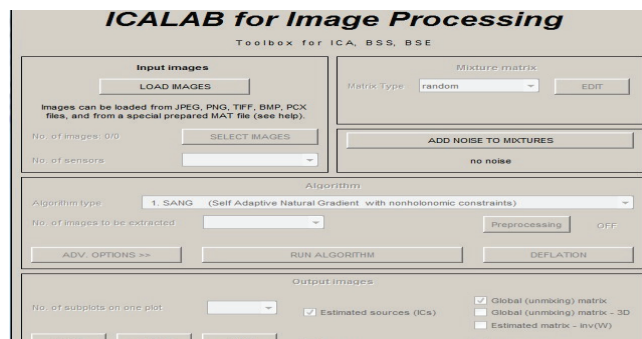 ICALAB for Image Processing
Toolbox for ICA, BSS, BSE
Input images
LOAD IMAGES
Images can be loaded from JPEG, PNG, TIFF, BMP, PCX
files, and from a special prepared MAT file (see help).
No. of images: 0/0
SELECT IMAGES
No. of sensors
Mixture matrix
Matrix Type
random
EDIT
ADD NOISE TO MIXTURES
no noise
Algorithm
Algorithm type
1. SANG (Self Adaptive Natural Gradient with nonholonomic constraints)
No. of images to be extracted
Preprocessing
OFF
ADV. OPTIONS >>
RUN ALGORITHM
DEFLATION
Output images
No. of subplots on one plot
Estimated sources (ICs)
Global (unmixing) matrix
Global (unmixing) matrix - 3D
Estimated matrix - inv(W)